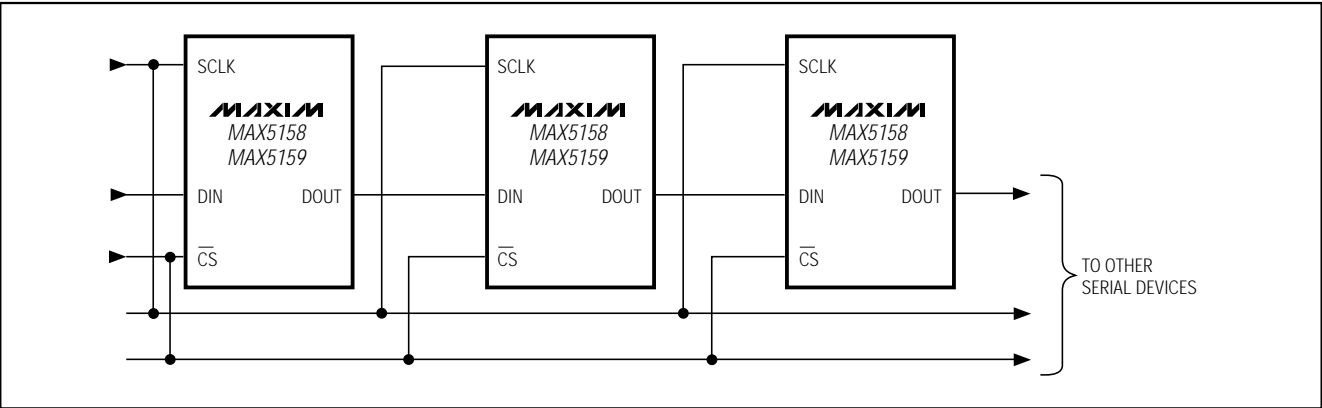 SCLK
MAXIM
MAX5158
MAX5159
DIN DOUT
CS
SCLK
MAXIM
MAX5158
MAX5159
DIN DOUT
CS
SCLK
MAXIM
MAX5158
MAX5159
DIN DOUT
CS
TO OTHER
SERIAL DEVICES